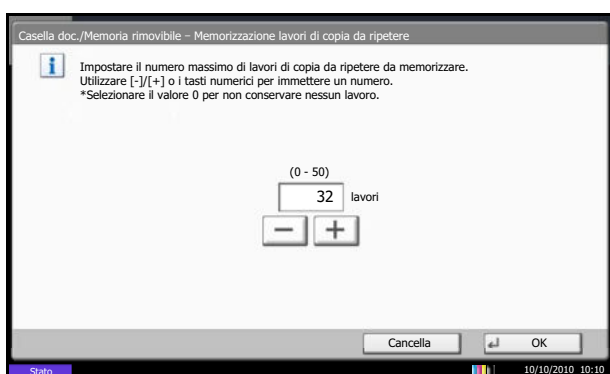 Casella doc./Memoria rimovibile – Memorizzazione lavori di copia da ripetere
Impostare il numero massimo di lavori di copia da ripetere da memorizzare.
Utilizzare [-]/[+] o i tasti numerici per immettere un numero.
*Selezionare il valore 0 per non conservare nessun lavoro.
(0 - 50)
32 lavori
Cancella OK
Stato 10/10/2010 10:10